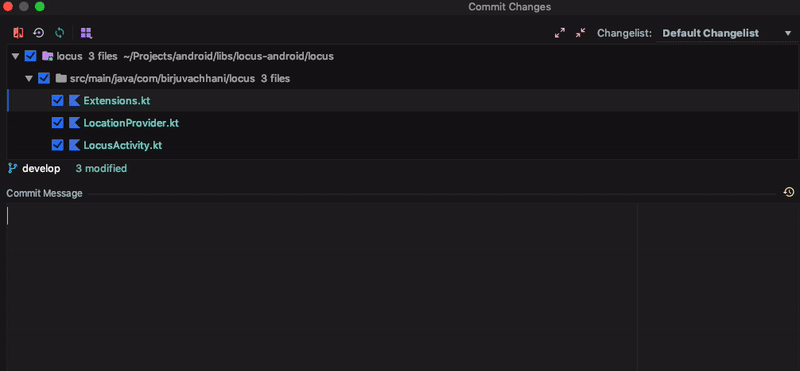 Commit Changes
Changelist: Default Changelist
locus 3 files ~/Projects/android/libs/locus-android/locus
src/main/java/com/birjuvachhani/locus 3 files
Extensions.kt
LocationProvider.kt
LocusActivity.kt
develop 3 modified
Commit Message